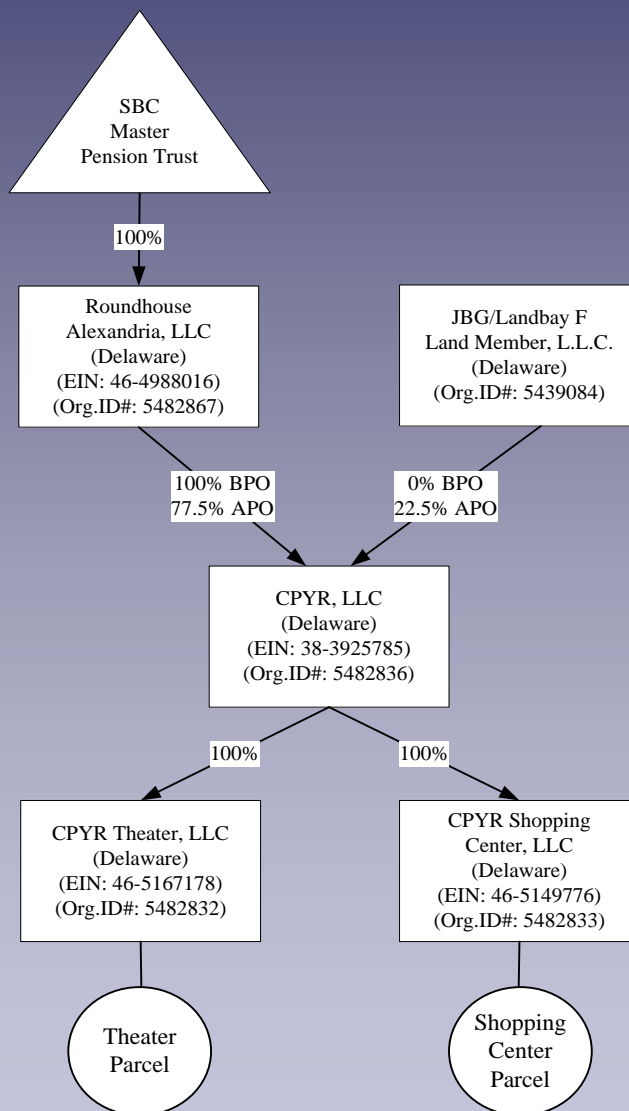 SBC
Master
Pension Trust
100%
Roundhouse
Alexandria, LLC
(Delaware)
(EIN: 46-4988016)
(Org.ID#: 5482867)
JBG/Landbay F
Land Member, L.L.C.
(Delaware)
(Org.ID#: 5439084)
100% BPO
77.5% APO
0% BPO
22.5% APO
CPYR, LLC
(Delaware)
(EIN: 38-3925785)
(Org.ID#: 5482836)
100%
100%
CPYR Theater, LLC
(Delaware)
(EIN: 46-5167178)
(Org.ID#: 5482832)
CPYR Shopping
Center, LLC
(Delaware)
(EIN: 46-5149776)
(Org.ID#: 5482833)
Theater
Parcel
Shopping
Center
Parcel